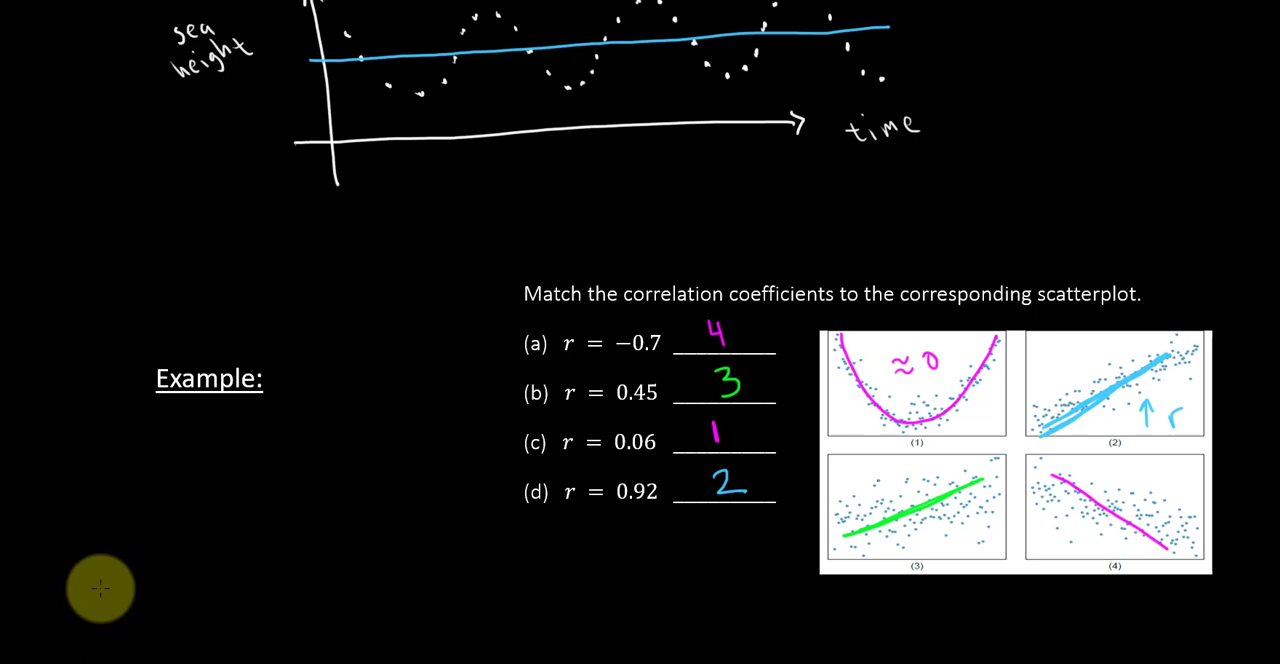 sea
height
time
Match the correlation coefficients to the corresponding scatterplot.
(a) r = −0.7 4
(b) r = 0.45 3
(c) r = 0.06 1
(d) r = 0.92 2
Example:
≈ 0
↑ r
(1)
(2)
(3)
(4)